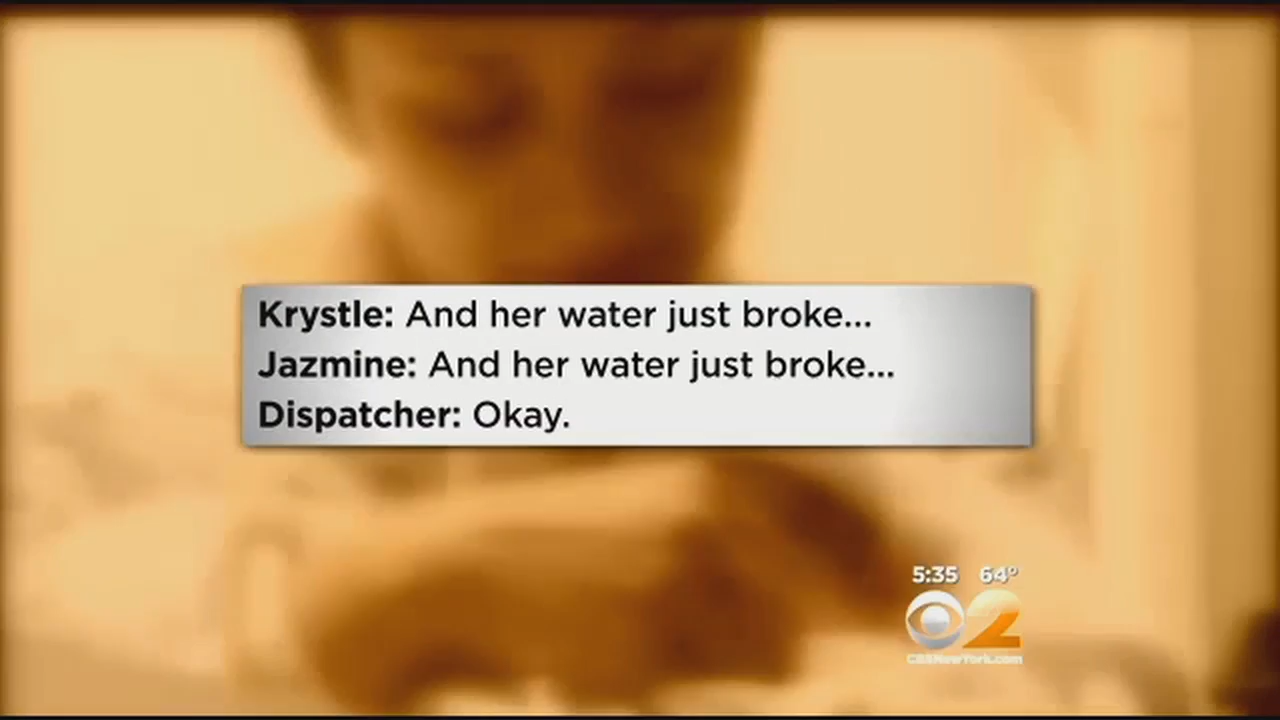 Krystle: And her water just broke...
Jazmine: And her water just broke...
Dispatcher: Okay.
5:35 64°
2
CBSNewYork.com